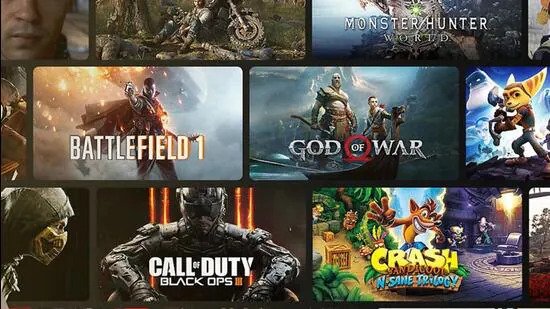 MONSTER HUNTER
WORLD
BATTLEFIELD 1
GOD OF WAR
CALL OF DUTY
BLACK OPS III
CRASH
BANDICOOT
N. SANE TRILOGY